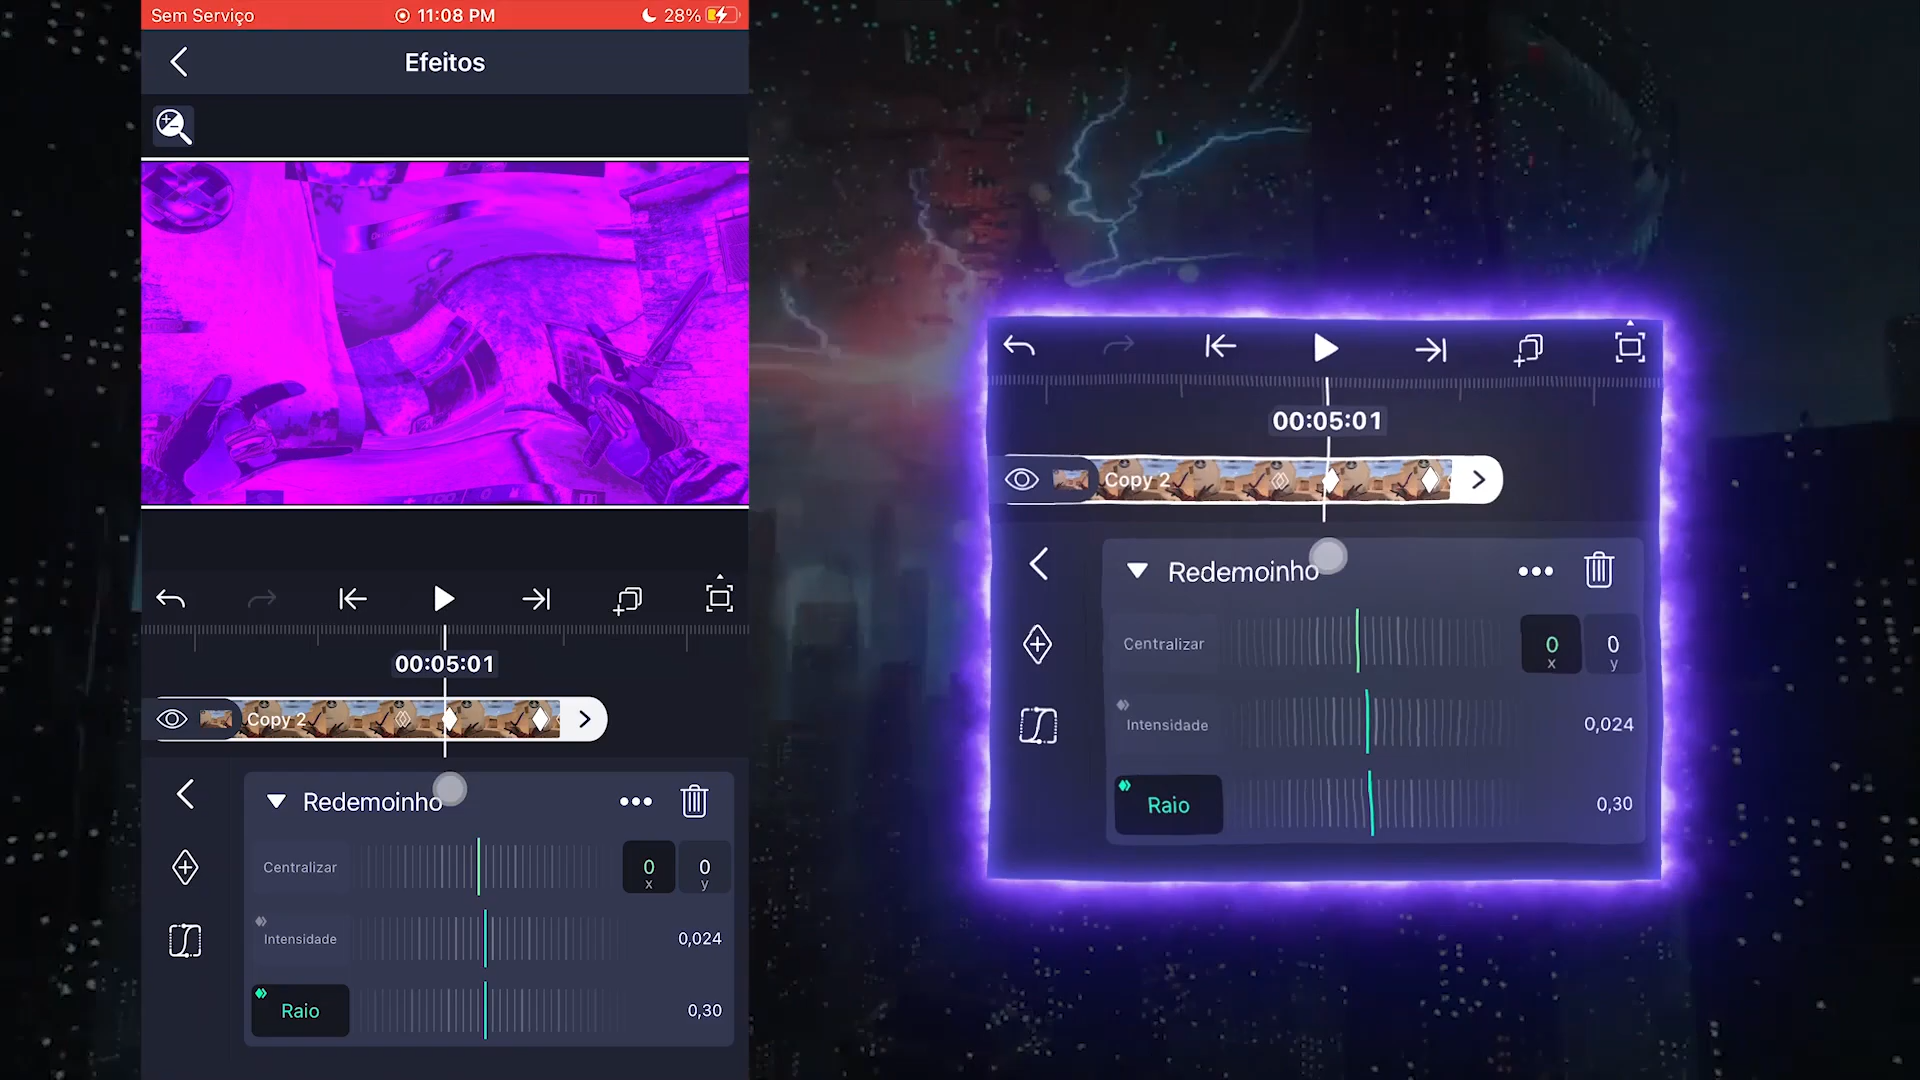 Sem Serviço
11:08 PM
28%
Efeitos
00:05:01
Copy 2
Redemoinho
Centralizar
0
x
0
y
Intensidade
0,024
Raio
0,30
00:05:01
Copy 2
Redemoinho
Centralizar
0
x
0
y
Intensidade
0,024
Raio
0,30